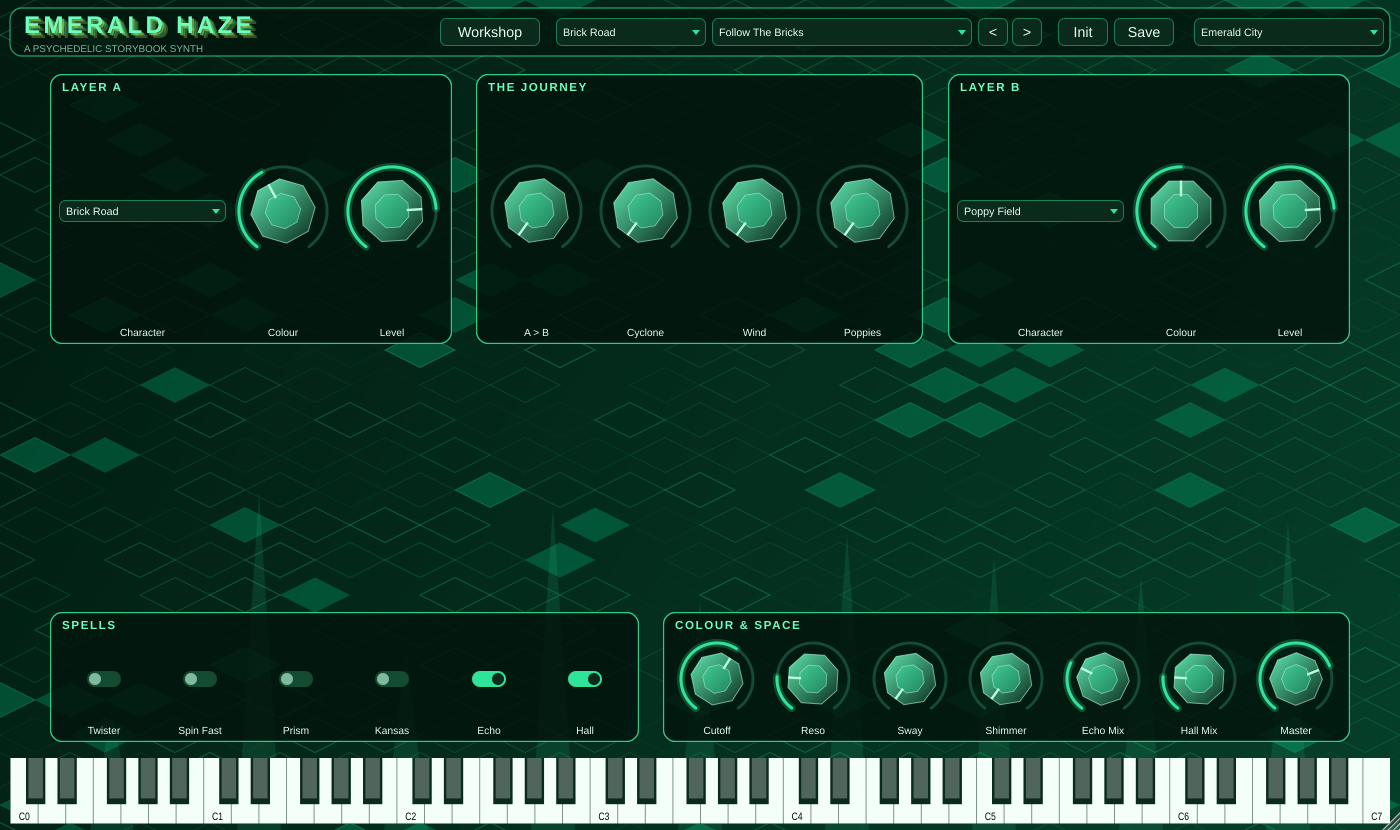 EMERALD HAZE
A PSYCHEDELIC STORYBOOK SYNTH
Workshop
Brick Road
Follow The Bricks
<
>
Init
Save
Emerald City
LAYER A
Brick Road
Character
Colour
Level
THE JOURNEY
A > B
Cyclone
Wind
Poppies
LAYER B
Poppy Field
Character
Colour
Level
SPELLS
Twister
Spin Fast
Prism
Kansas
Echo
Hall
COLOUR & SPACE
Cutoff
Reso
Sway
Shimmer
Echo Mix
Hall Mix
Master
C0
C1
C2
C3
C4
C5
C6
C7